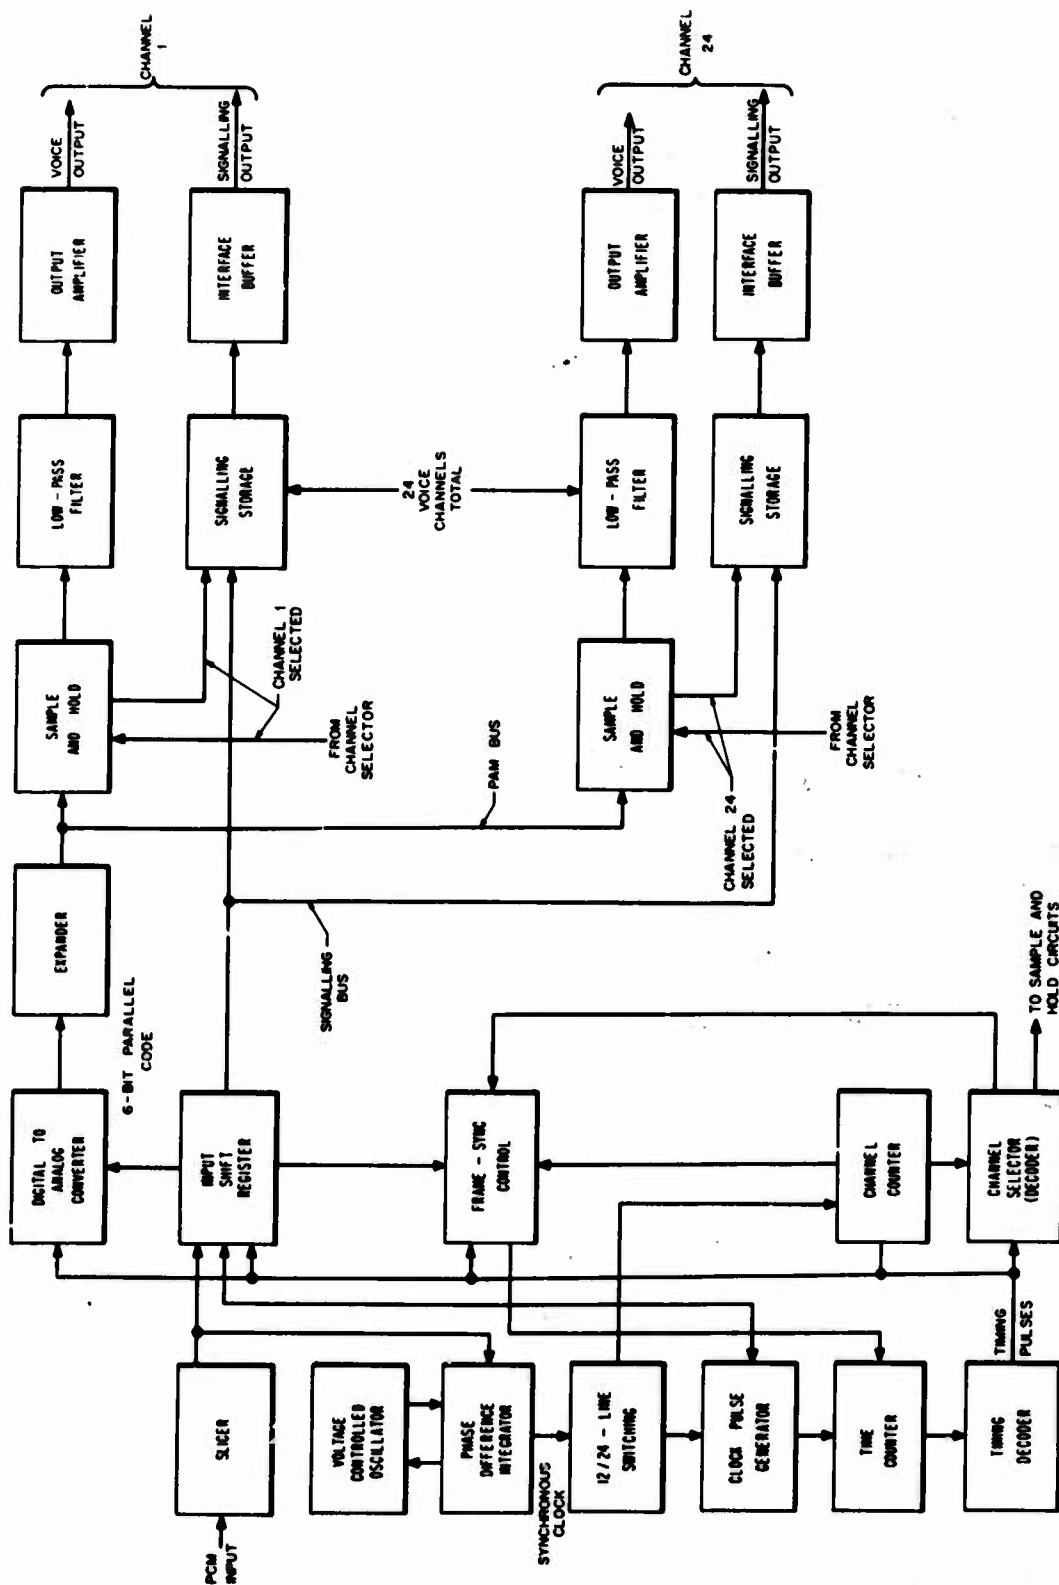 PCM
INPUT
SLICER
VOLTAGE
CONTROLLED
OSCILLATOR
PHASE
DIFFERENCE
INTEGRATOR
SYNCHRONOUS
CLOCK
12/24-LINE
SWITCHING
CLOCK PULSE
GENERATOR
TIME
COUNTER
TIMING
DECODER
TIMING
PULSES
DIGITAL TO
ANALOG
CONVERTER
6-BIT PARALLEL
CODE
INPUT
SHIFT
REGISTER
FRAME-SYNC
CONTROL
CHANNEL
COUNTER
CHANNEL
SELECTOR
(DECODER)
TO SAMPLE AND
HOLD CIRCUITS
EXPANDER
SIGNALLING
BUS
PAM BUS
SAMPLE
AND HOLD
FROM
CHANNEL
SELECTOR
CHANNEL 1
SELECTED
LOW-PASS
FILTER
SIGNALLING
STORAGE
OUTPUT
AMPLIFIER
INTERFACE
BUFFER
VOICE
OUTPUT
SIGNALLING
OUTPUT
CHANNEL
1
24
VOICE
CHANNELS
TOTAL
SAMPLE
AND HOLD
CHANNEL 24
SELECTED
FROM
CHANNEL
SELECTOR
LOW-PASS
FILTER
SIGNALLING
STORAGE
OUTPUT
AMPLIFIER
INTERFACE
BUFFER
VOICE
OUTPUT
SIGNALLING
OUTPUT
CHANNEL
24